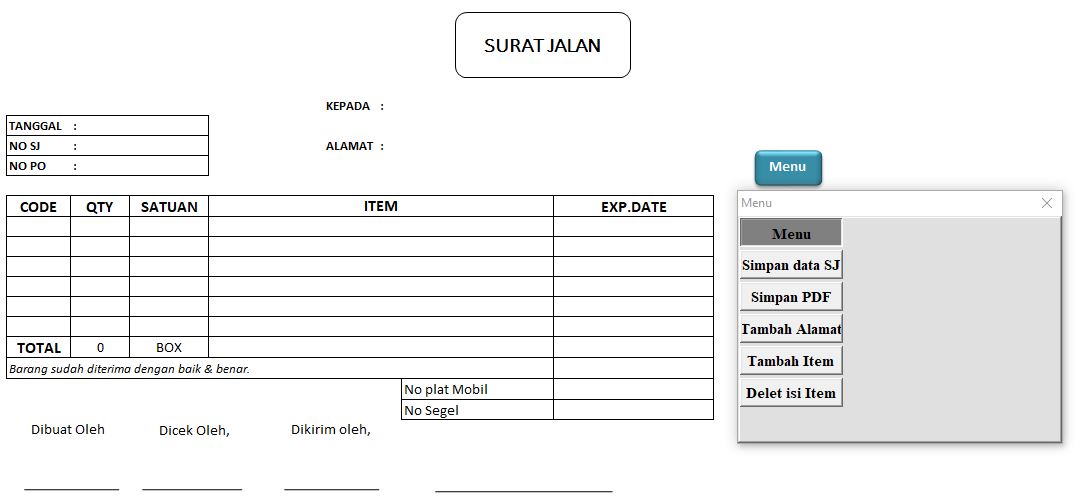 SURAT JALAN
KEPADA :
TANGGAL :
NO SJ :
ALAMAT :
NO PO :
Menu
CODE QTY SATUAN ITEM EXP.DATE
TOTAL 0 BOX
Barang sudah diterima dengan baik & benar.
No plat Mobil
No Segel
Dibuat Oleh Dicek Oleh, Dikirim oleh,
Menu
Menu
Simpan data SJ
Simpan PDF
Tambah Alamat
Tambah Item
Delet isi Item